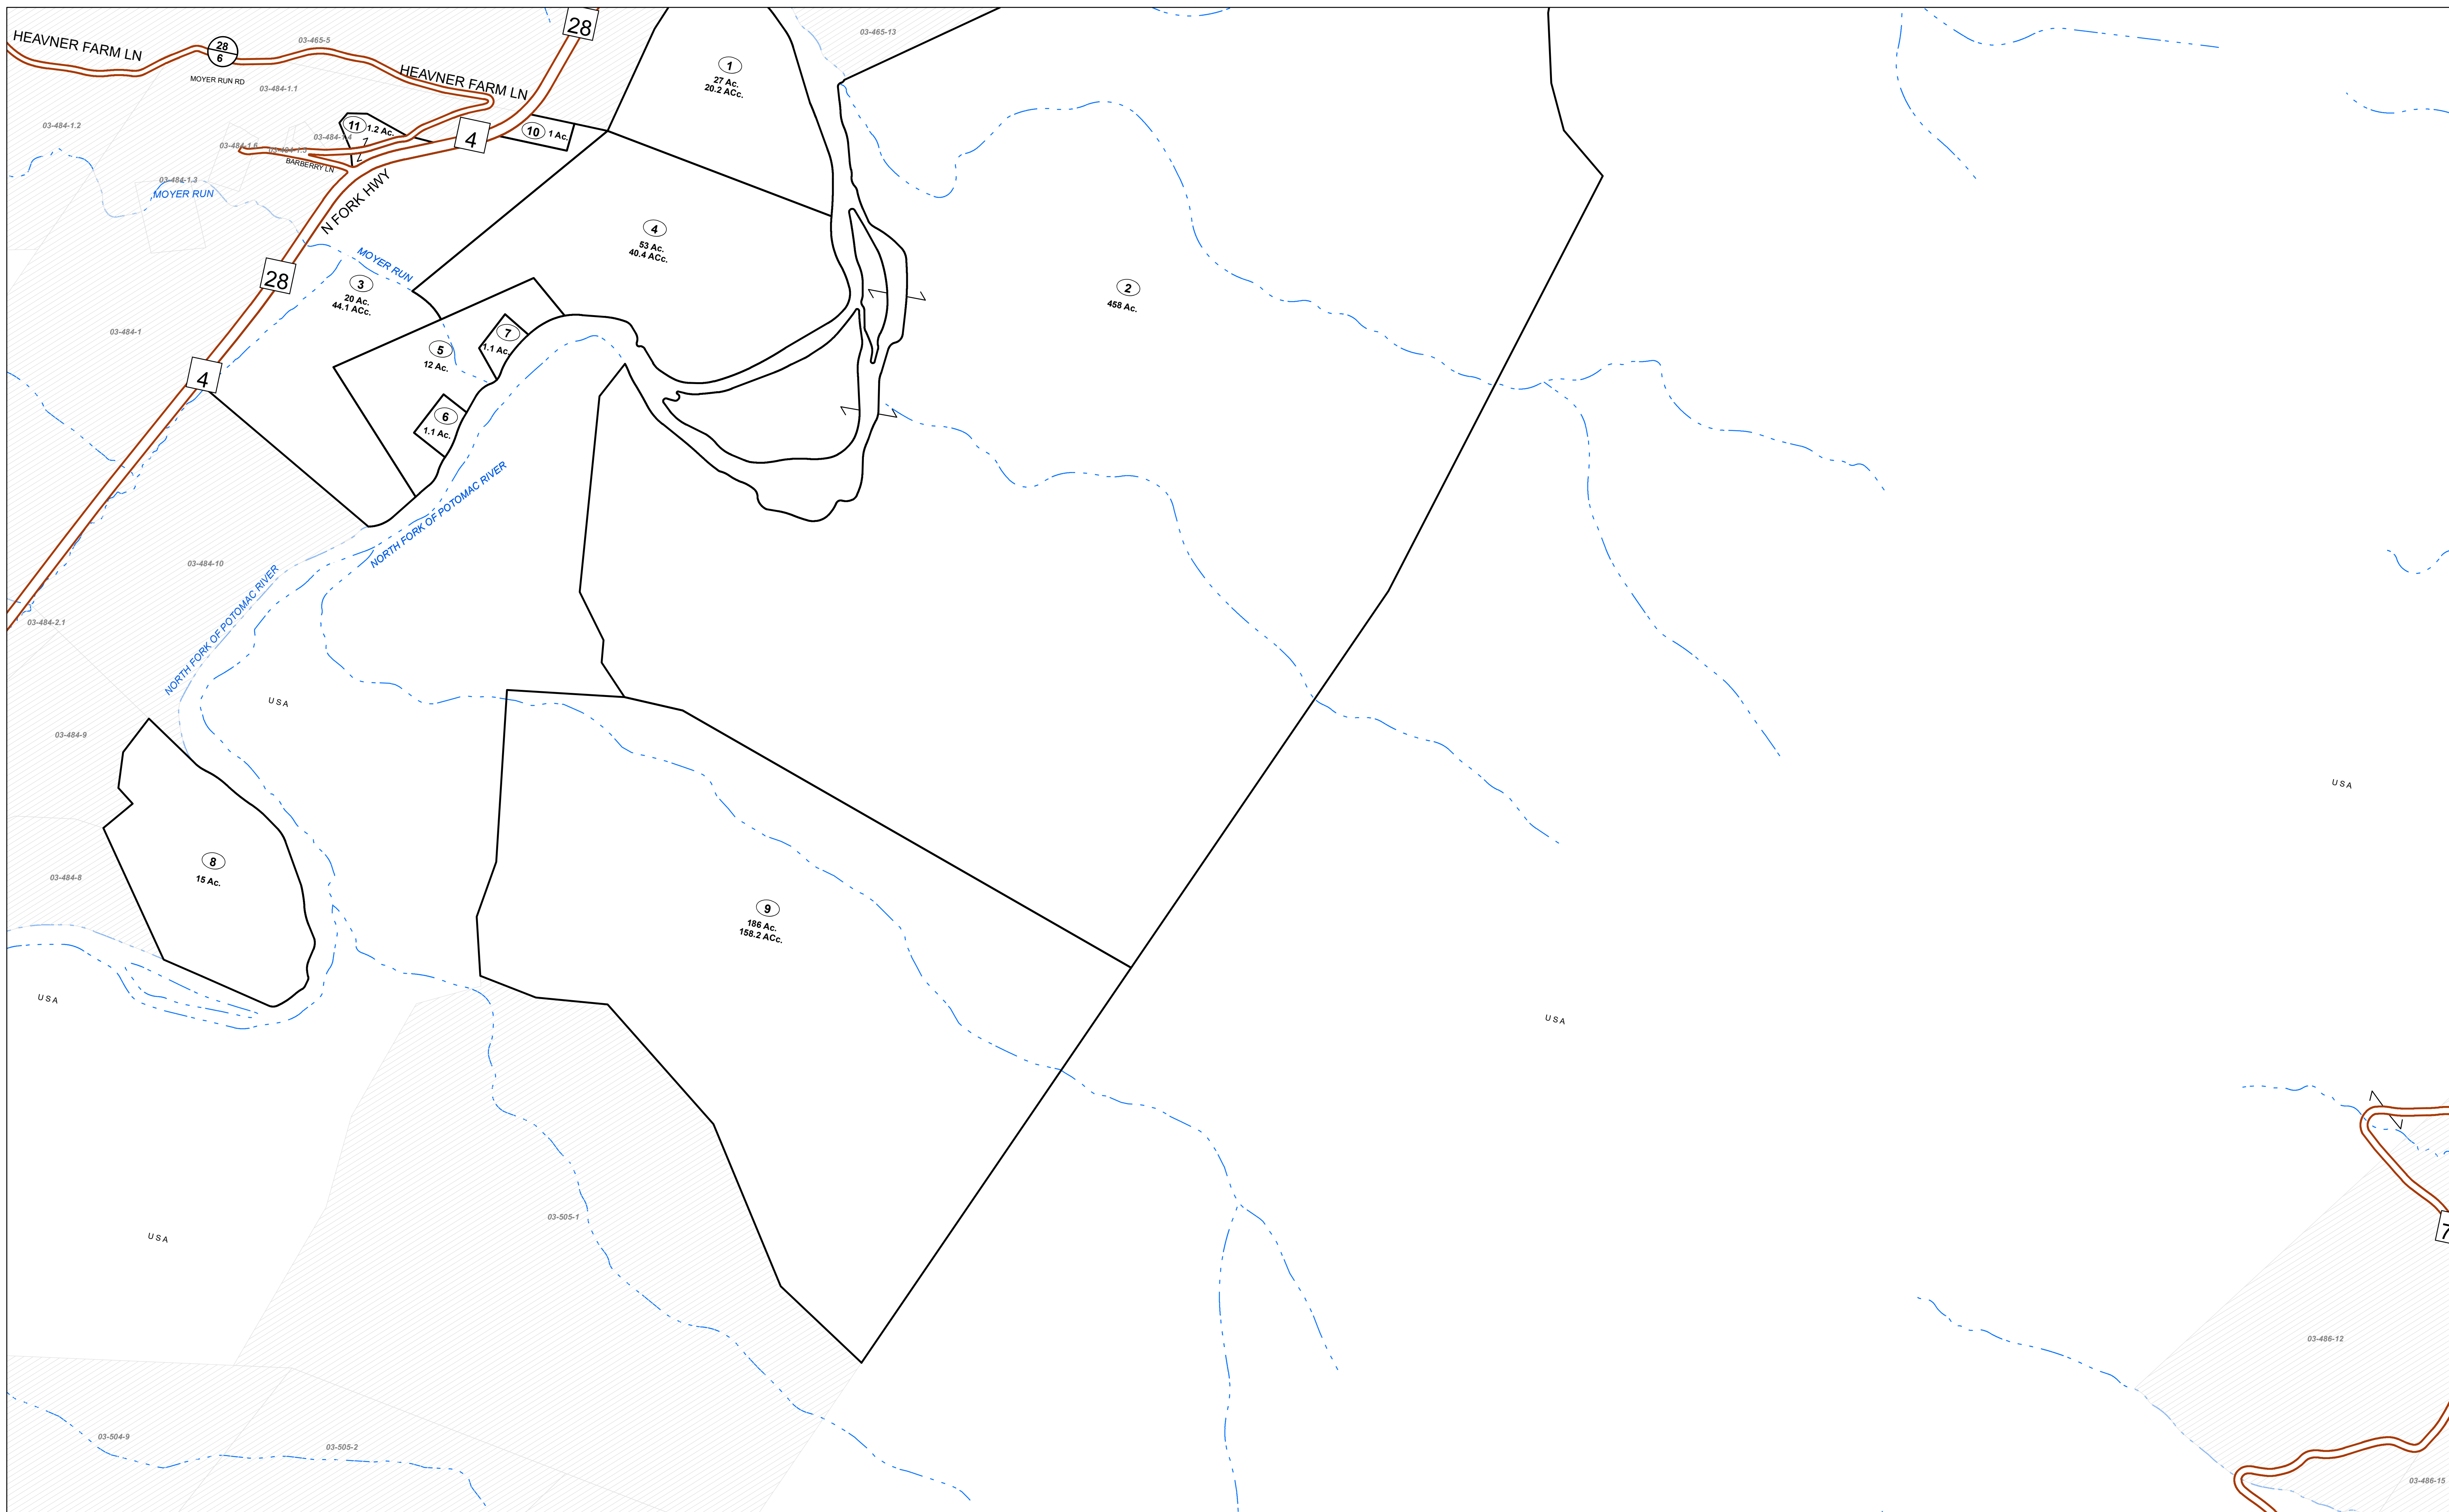 HEAVNER FARM LN
28
6
03-465-5
28
MOYER RUN RD
HEAVNER FARM LN
03-484-1.1
1
27 Ac.
20.2 ACc.
03-465-13
03-484-1.2
11
1.2 Ac.
4
10
1 Ac.
03-484-1.4
03-484-1.6
BARBERRY LN
03-484-1.3
MOYER RUN
N FORK HWY
4
53 Ac.
40.4 ACc.
MOYER RUN
28
3
20 Ac.
44.1 ACc.
2
458 Ac.
03-484-1
7
1.1 Ac.
5
12 Ac.
4
6
1.1 Ac.
NORTH FORK OF POTOMAC RIVER
03-484-10
NORTH FORK OF POTOMAC RIVER
03-484-2.1
U S A
03-484-9
U S A
8
15 Ac.
03-484-8
9
186 Ac.
158.2 ACc.
U S A
U S A
03-505-1
U S A
7
03-486-12
03-504-9
03-505-2
03-486-15